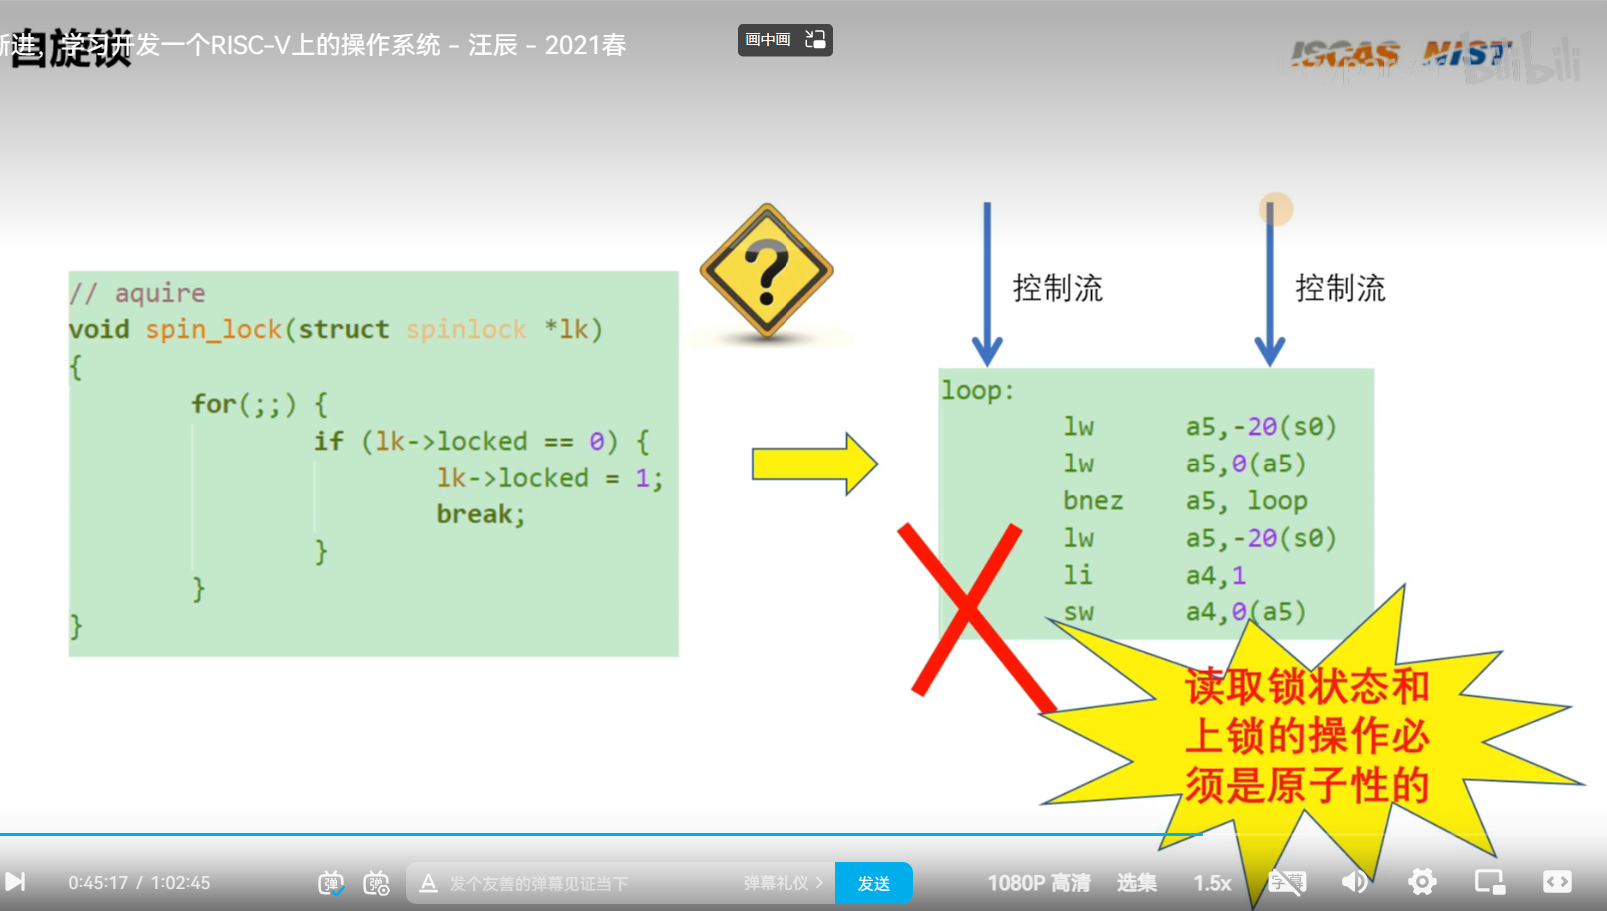 自旋锁
渐进，学习开发一个RISC-V上的操作系统 - 汪辰 - 2021春
画中画
ISCAS NIST
bilibili
// aquire
void spin_lock(struct spinlock *lk)
{
for(;;) {
if (lk->locked == 0) {
lk->locked = 1;
break;
}
}
}
?
控制流
控制流
loop:
lw a5,-20(s0)
lw a5,0(a5)
bnez a5, loop
lw a5,-20(s0)
li a4,1
sw a4,0(a5)
读取锁状态和
上锁的操作必
须是原子性的
0:45:17 / 1:02:45
弹
弹
A
发个友善的弹幕见证当下
弹幕礼仪
发送
1080P 高清
选集
1.5x
字幕